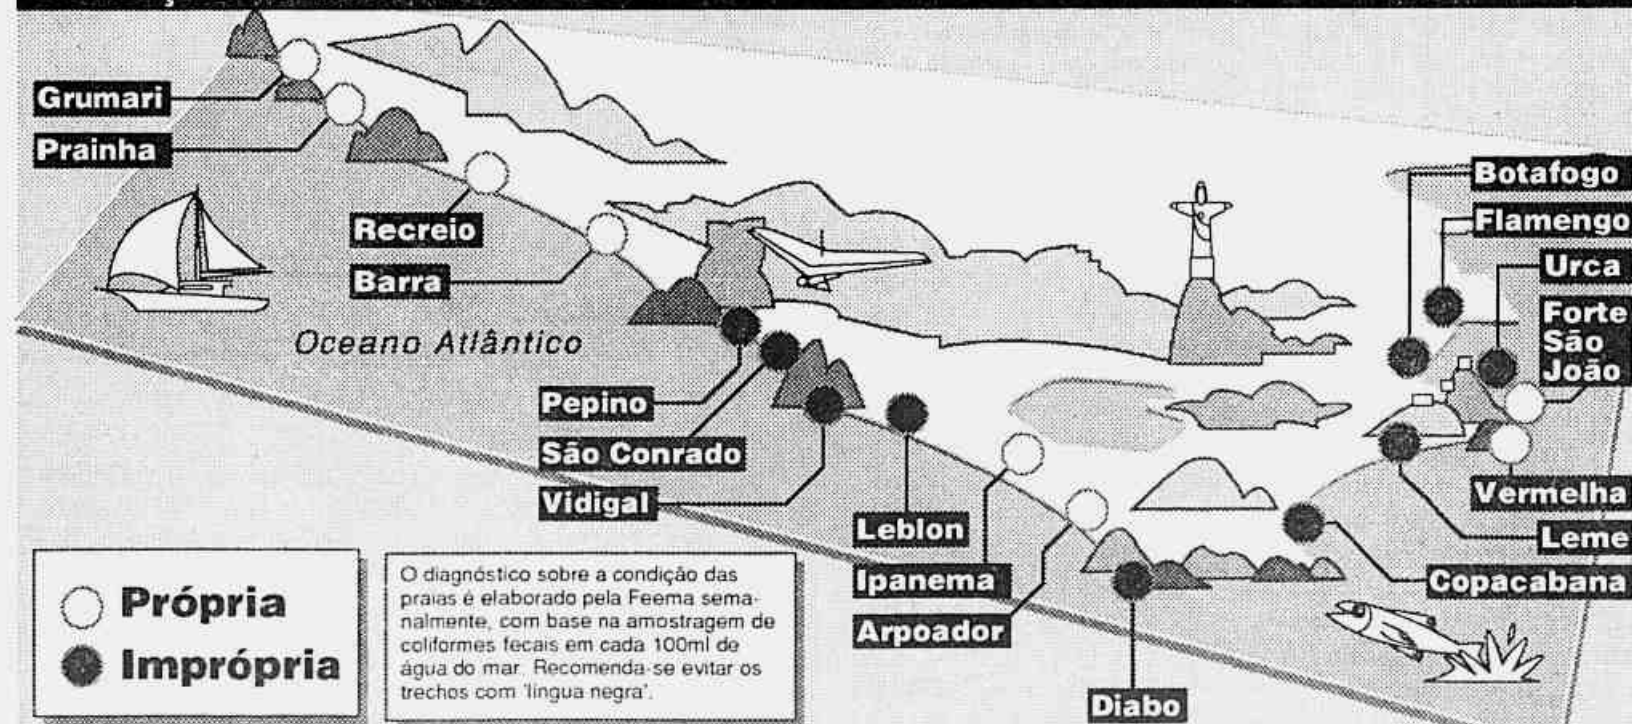 Grumari
Prainha
Recreio
Barra
Oceano Atlântico
Pepino
São Conrado
Vidigal
Leblon
Ipanema
Arpoador
Diabo
Botafogo
Flamengo
Urca
Forte
São
João
Vermelha
Leme
Copacabana
Própria
Imprópria
O diagnóstico sobre a condição das
praias é elaborado pela Feema sema-
nalmente, com base na amostragem de
coliformes fecais em cada 100ml de
água do mar. Recomenda-se evitar os
trechos com 'língua negra'.